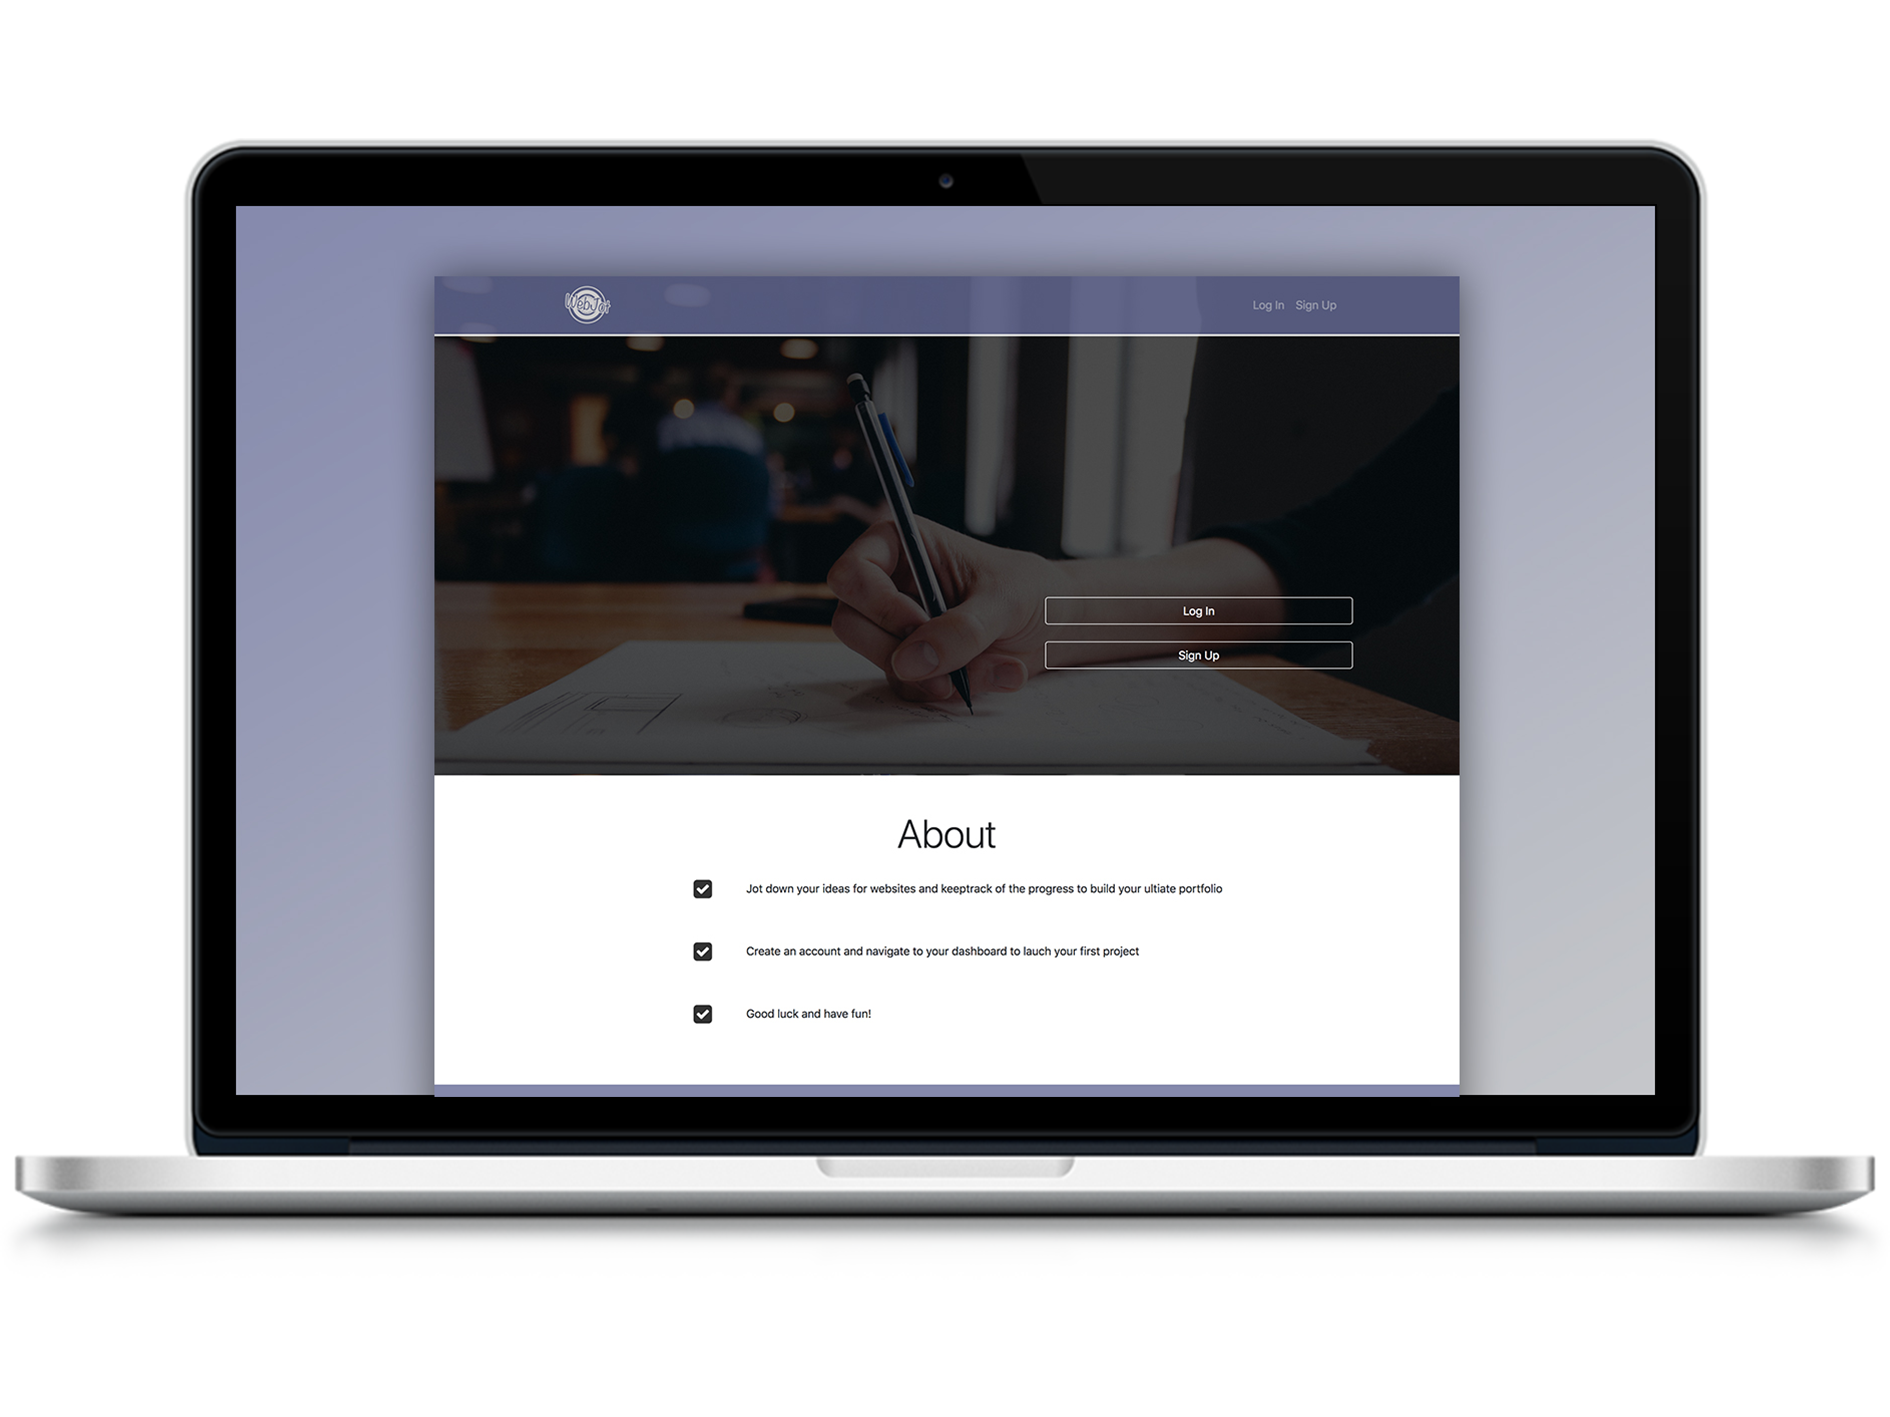 WebJot
Log In Sign Up
Log In
Sign Up
About
Jot down your ideas for websites and keeptrack of the progress to build your ultiate portfolio
Create an account and navigate to your dashboard to lauch your first project
Good luck and have fun!